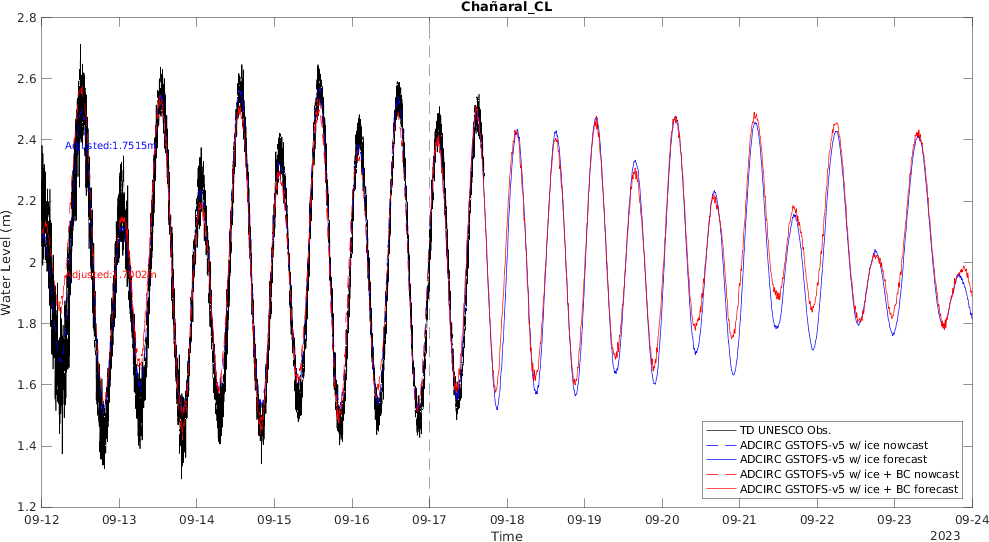 Chañaral_CL
2.8
2.6
2.4
2.2
2
1.8
1.6
1.4
1.2
Water Level (m)
Adjusted:1.7515m
TD UNESCO Obs.
ADCIRC GSTOFS-v5 w/ ice nowcast
ADCIRC GSTOFS-v5 w/ ice forecast
ADCIRC GSTOFS-v5 w/ ice + BC nowcast
ADCIRC GSTOFS-v5 w/ ice + BC forecast
09-12 09-13 09-14 09-15 09-16 09-17 09-18 09-19 09-20 09-21 09-22 09-23 09-24
Time
2023